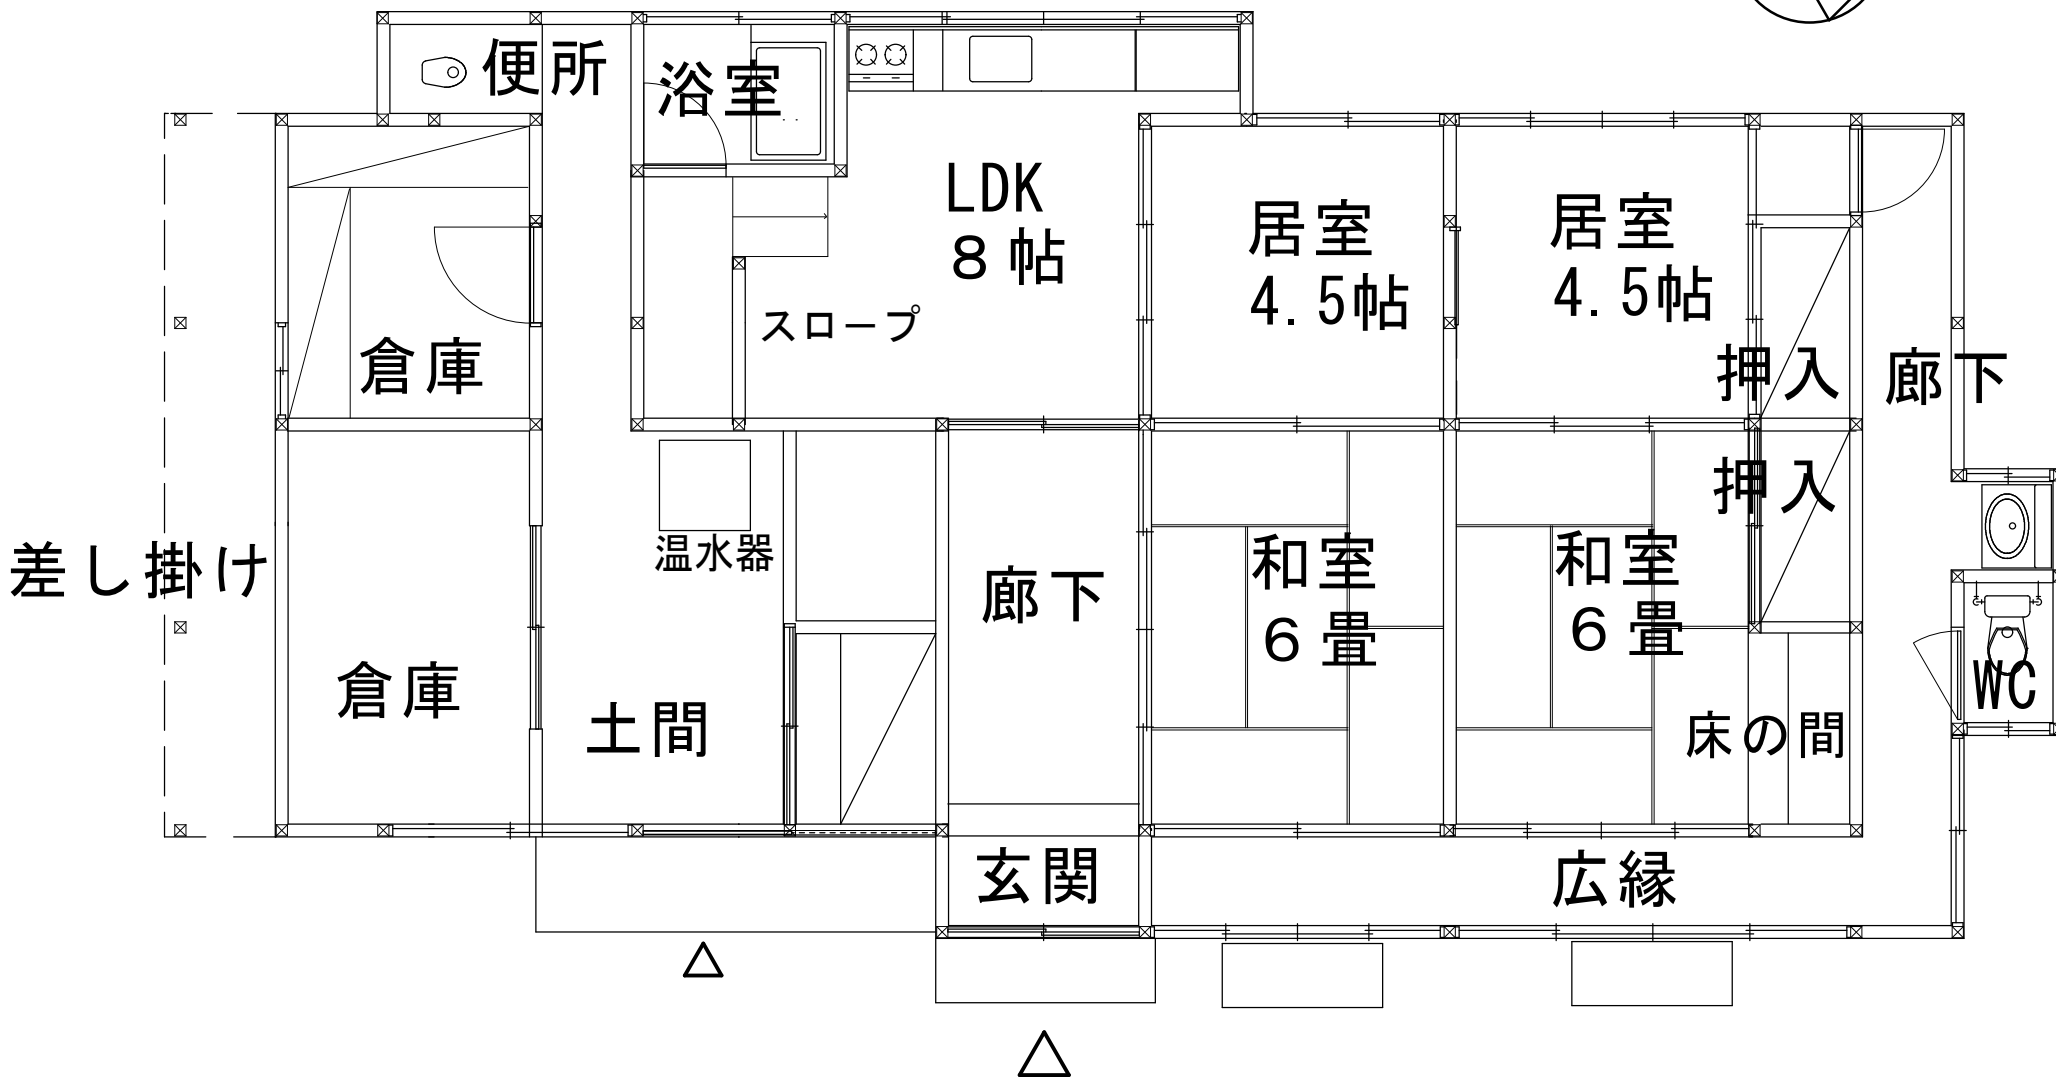 便所
浴室
LDK
８帖
居室
4.5帖
居室
4.5帖
スロープ
倉庫
押入
廊下
押入
差し掛け
温水器
廊下
和室
６畳
和室
６畳
倉庫
土間
床の間
WC
玄関
広縁